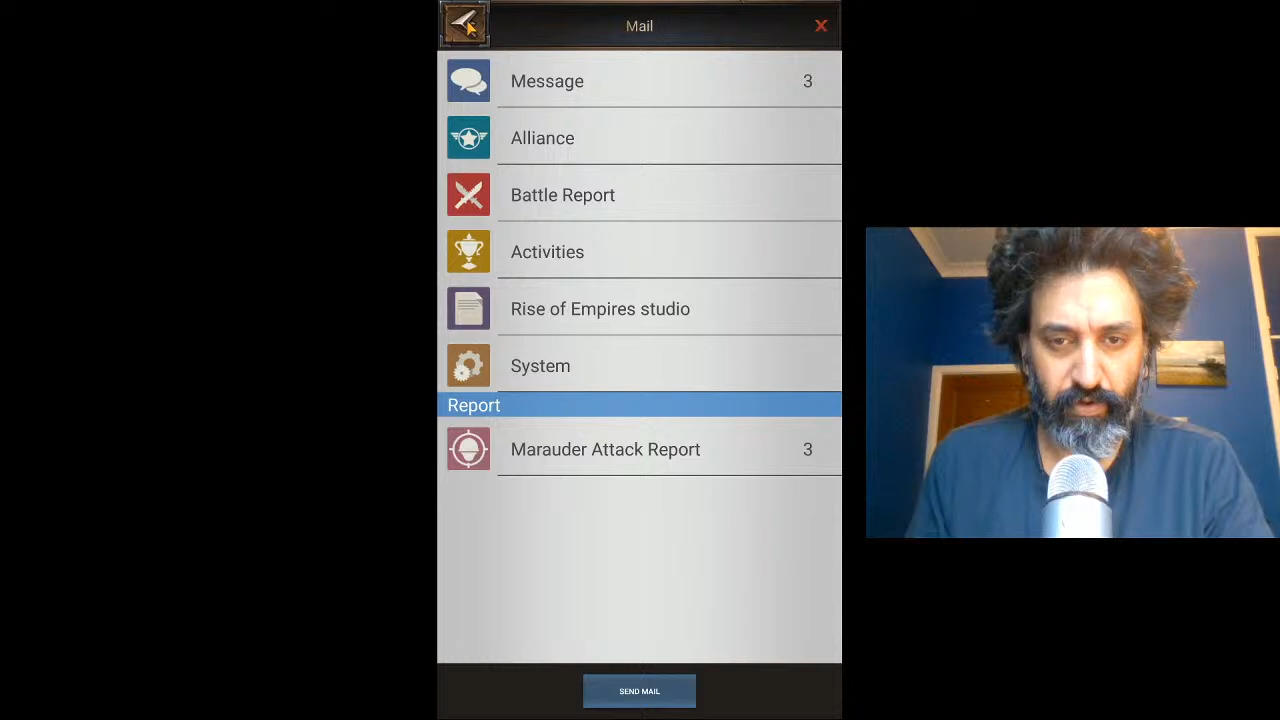 Mail
Message 3
Alliance
Battle Report
Activities
Rise of Empires studio
System
Report
Marauder Attack Report 3
SEND MAIL